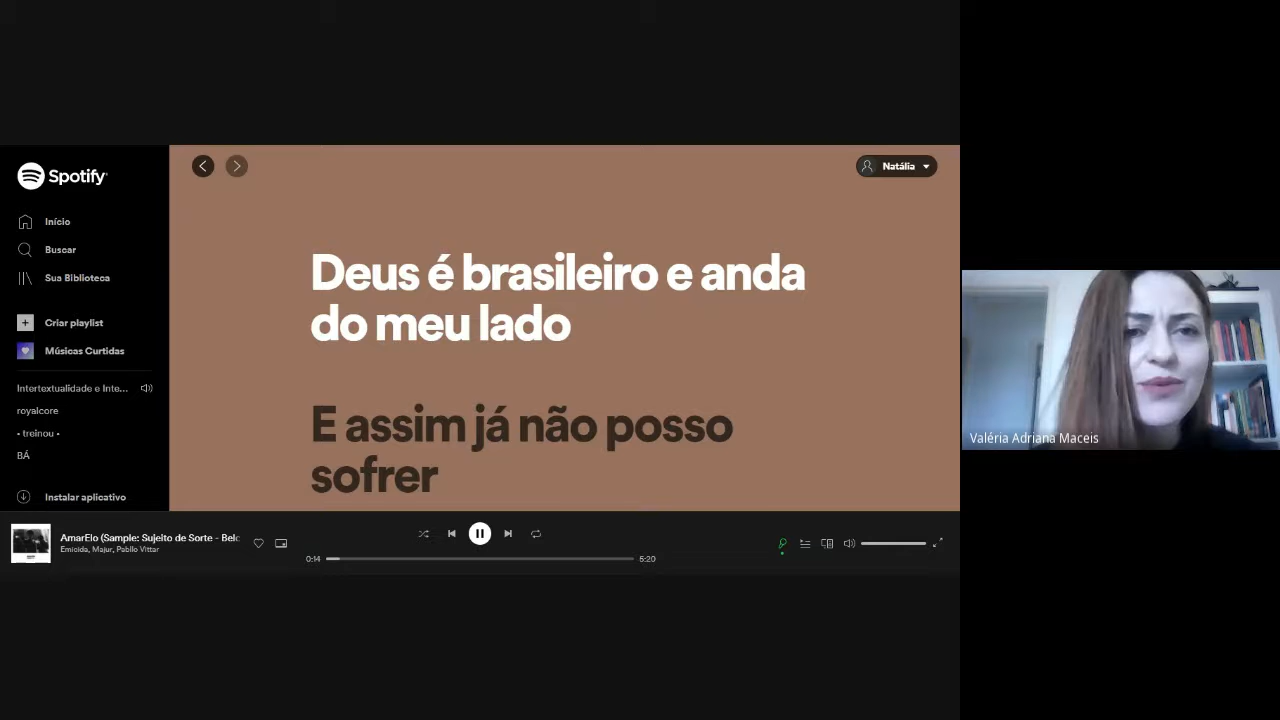 Spotify
Natália
Início
Buscar
Sua Biblioteca
Criar playlist
Músicas Curtidas
Intertextualidade e Inte...
royalcore
• treinou •
BÁ
Instalar aplicativo
Deus é brasileiro e anda
do meu lado
E assim já não posso
sofrer
AmarElo (Sample: Sujeito de Sorte - Belc
Emicida, Majur, Pabllo Vittar
0:14
5:20
Valéria Adriana Maceis